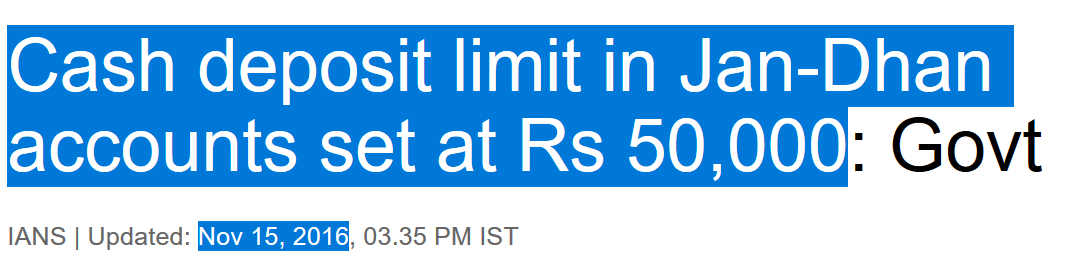 Cash deposit limit in Jan-Dhan
accounts set at Rs 50,000: Govt
IANS | Updated: Nov 15, 2016, 03.35 PM IST